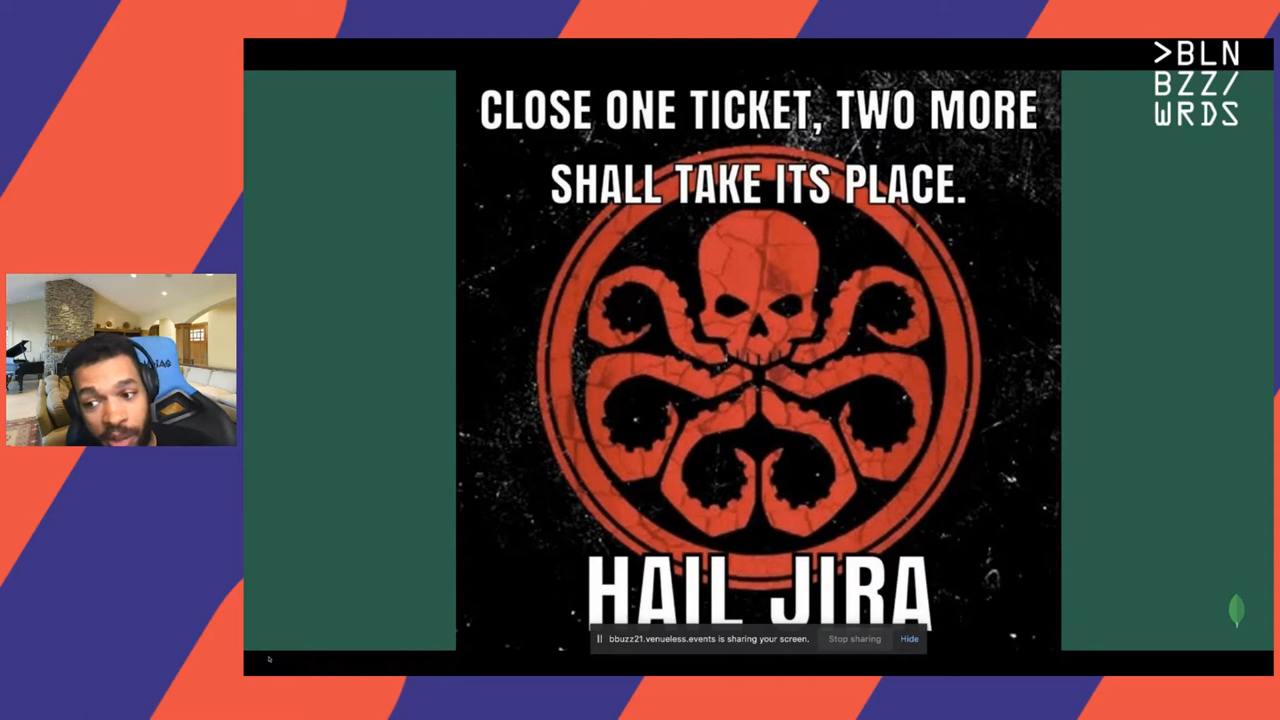 >BLN
BZZ/
WRDS
CLOSE ONE TICKET, TWO MORE
SHALL TAKE ITS PLACE.
HAIL JIRA
bbuzz21.venueless.events is sharing your screen. Stop sharing Hide